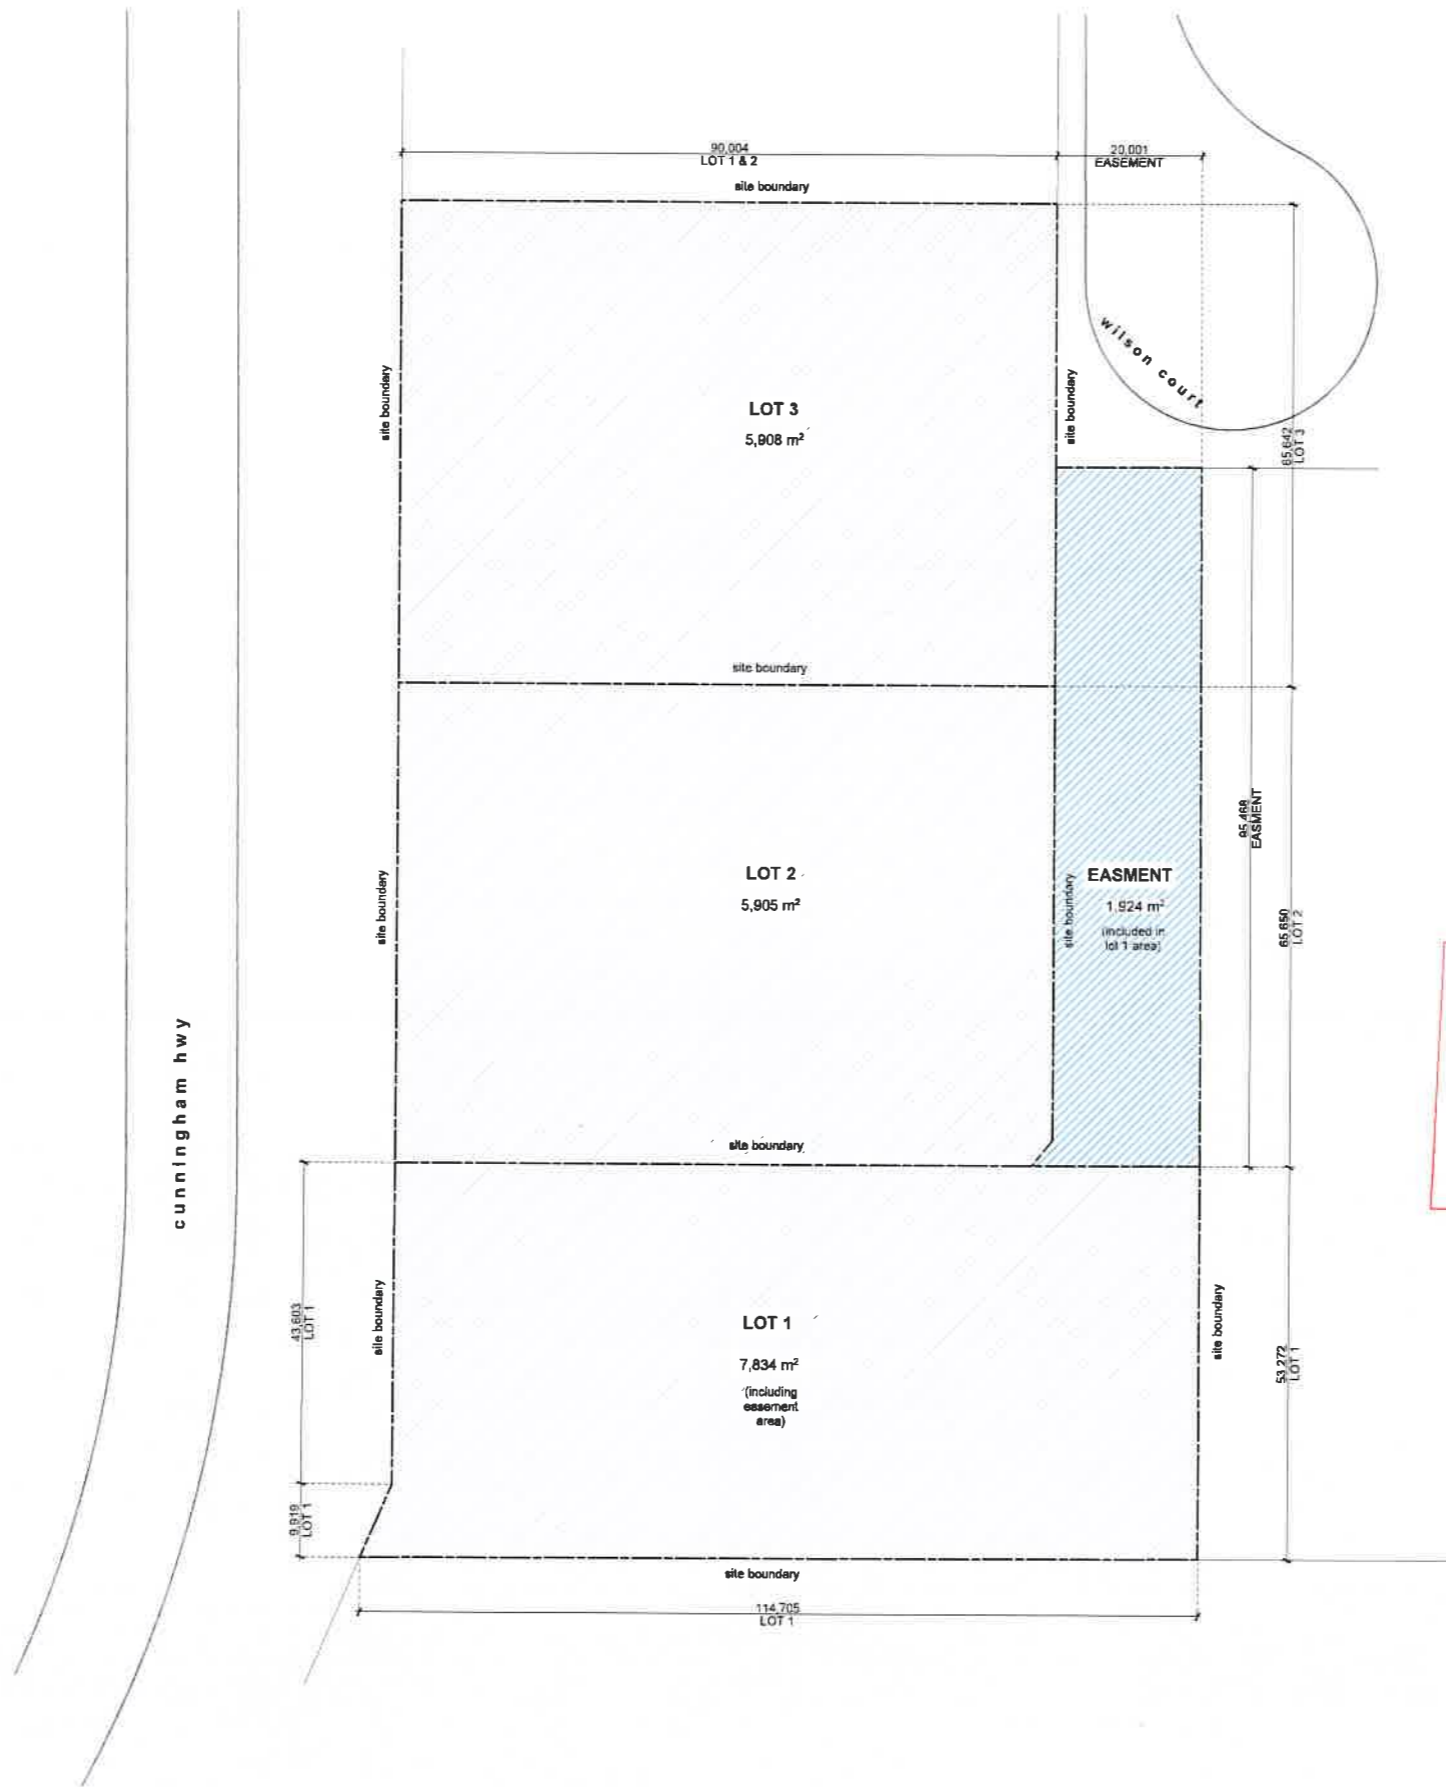 90,004
LOT 1 & 2
20,001
EASEMENT
site boundary
wilson court
site boundary
LOT 3
5,908 m²
site boundary
65,642
LOT 3
site boundary
95,468
EASMENT
LOT 2
5,905 m²
site boundary
site boundary
EASMENT
1,924 m²
(included in
lot 1 area)
65,650
LOT 2
cunningham hwy
site boundary
43,603
LOT 1
site boundary
LOT 1
7,834 m²
(including
easement
area)
site boundary
53,272
LOT 1
9,919
LOT 1
site boundary
114,705
LOT 1